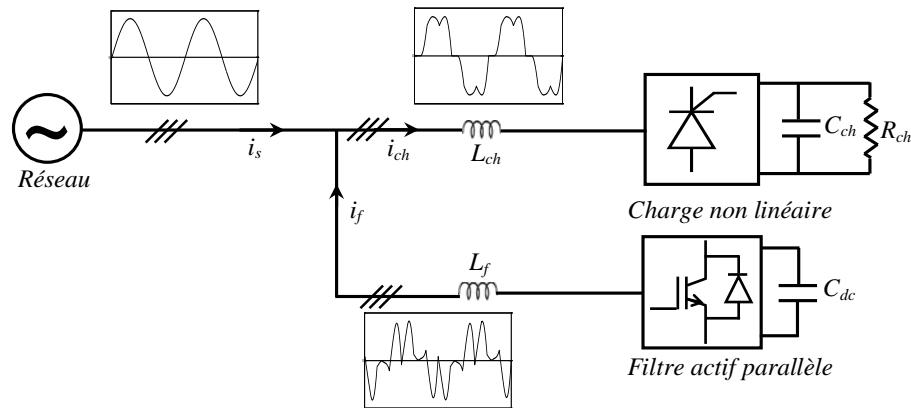 i_s
i_ch
L_ch
C_ch
R_ch
Réseau
Charge non linéaire
i_f
L_f
C_dc
Filtre actif parallèle